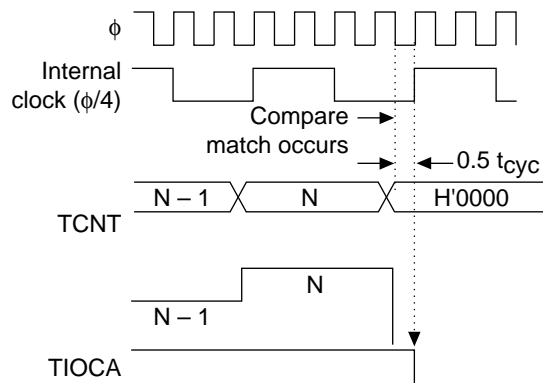 ϕ
Internal
clock (ϕ/4)
Compare
match occurs
0.5 tcyc
N – 1
N
H'0000
TCNT
N
N – 1
TIOCA